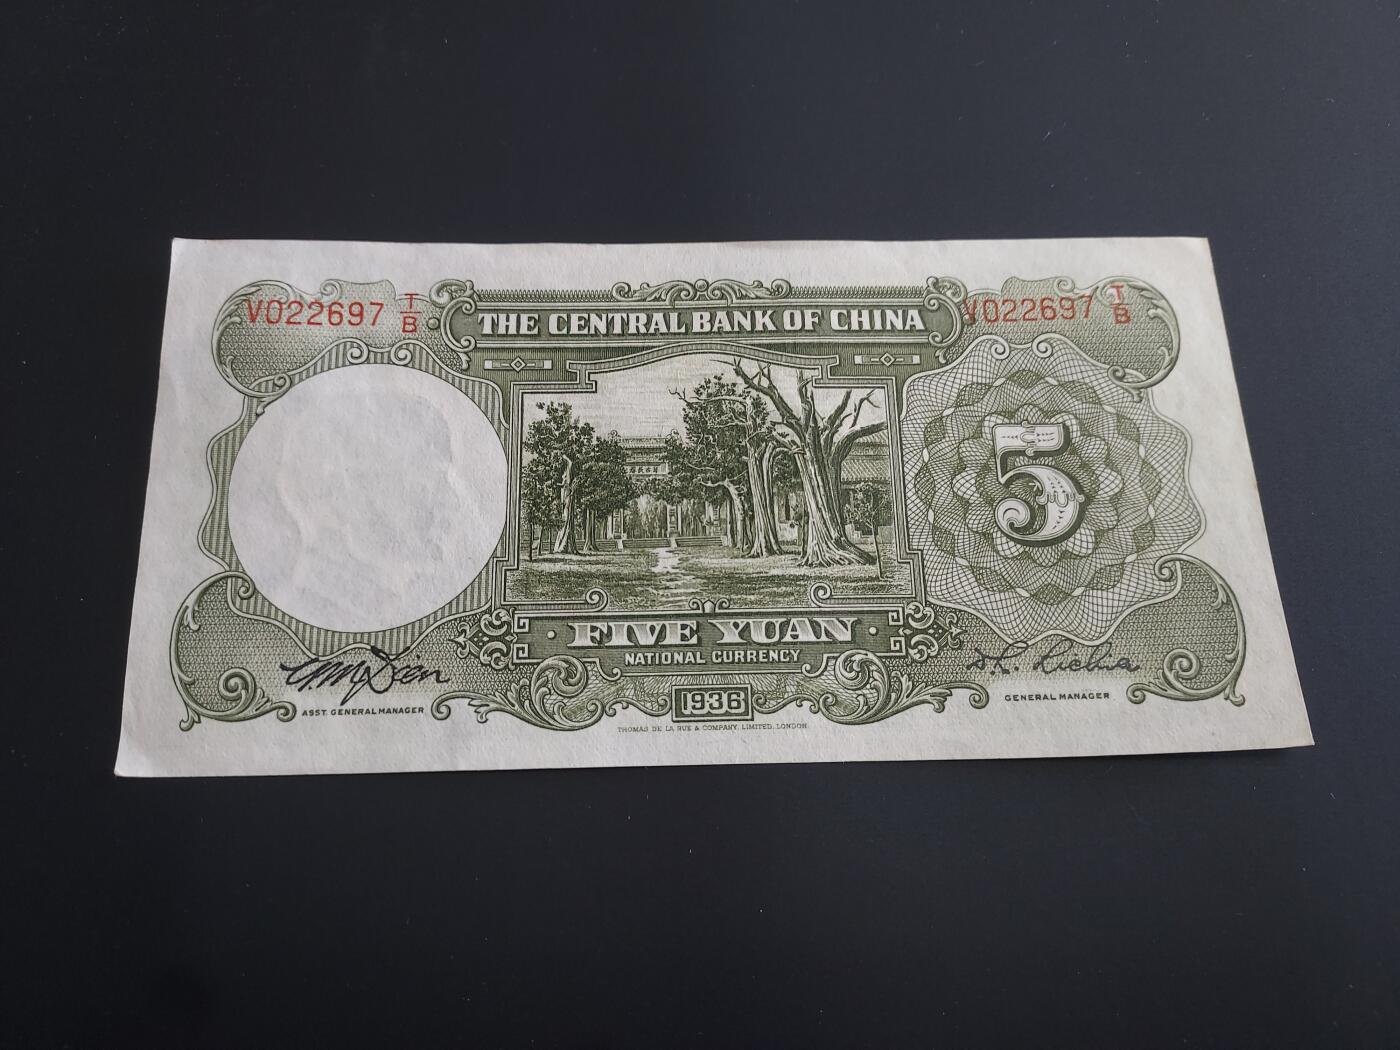 V022697 T/B
THE CENTRAL BANK OF CHINA
V022697 T/B
5
FIVE YUAN
NATIONAL CURRENCY
ASST. GENERAL MANAGER
GENERAL MANAGER
1936
THOMAS DE LA RUE & COMPANY, LIMITED, LONDON.